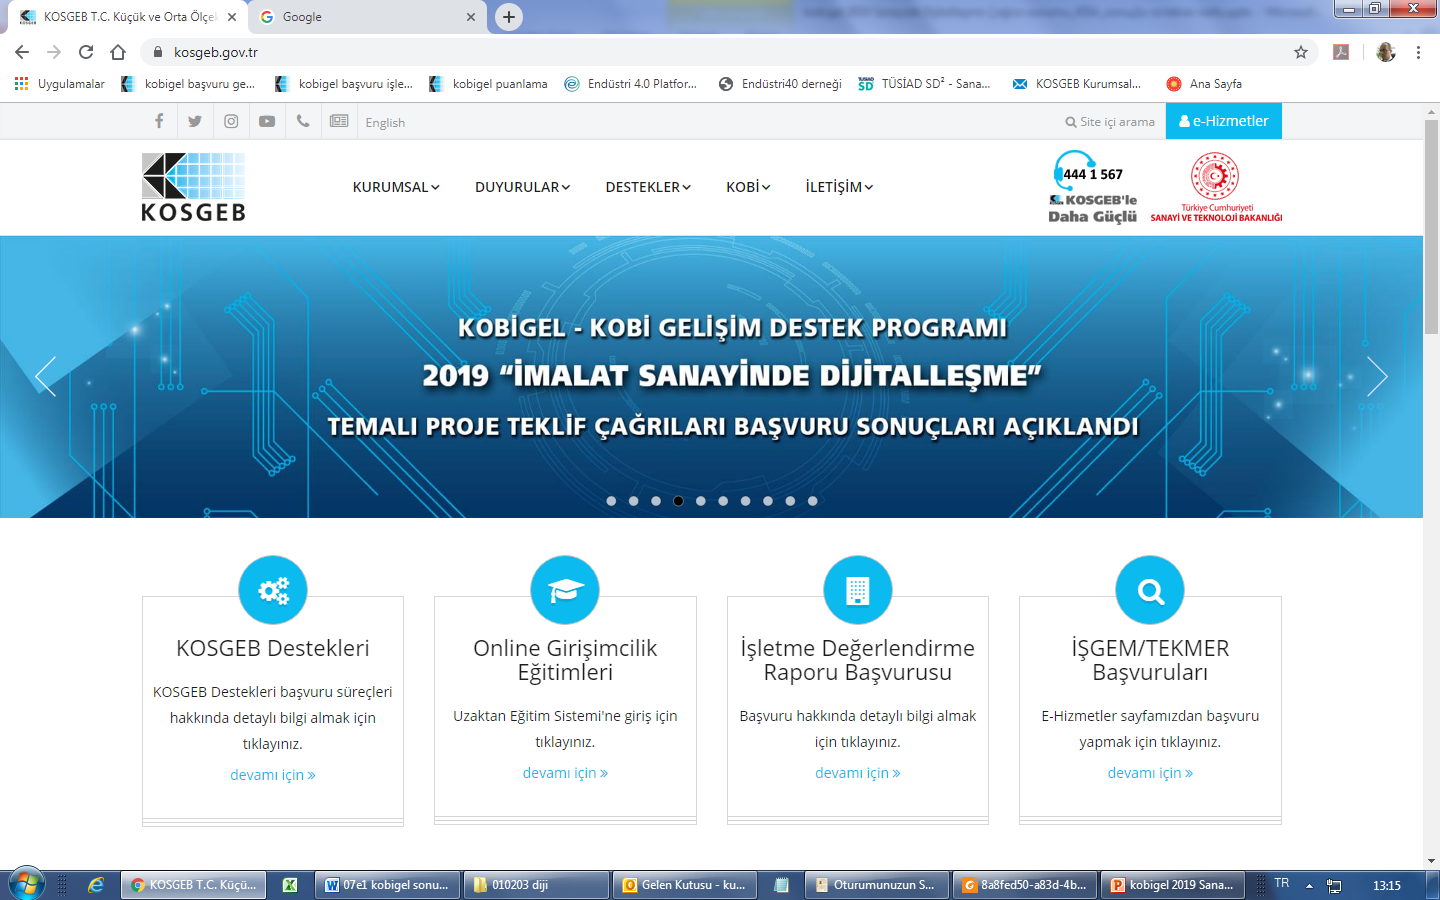 KOSGEB T.C. Küçük ve Orta Ölçek
Google
kosgeb.gov.tr
Uygulamalar
kobigel başvuru ge...
kobigel başvuru işle...
kobigel puanlama
Endüstri 4.0 Platfor...
Endüstri40 derneği
TÜSİAD SD² - Sana...
KOSGEB Kurumsal...
Ana Sayfa
English
Site içi arama
e-Hizmetler
KOSGEB
KURUMSAL
DUYURULAR
DESTEKLER
KOBİ
İLETİŞİM
444 1 567
KOSGEB'le
Daha Güçlü
Türkiye Cumhuriyeti
SANAYİ VE TEKNOLOJİ BAKANLIĞI
KOBİGEL - KOBİ GELİŞİM DESTEK PROGRAMI
2019 “İMALAT SANAYİNDE DİJİTALLEŞME”
TEMALI PROJE TEKLİF ÇAĞRILARI BAŞVURU SONUÇLARI AÇIKLANDI
KOSGEB Destekleri
KOSGEB Destekleri başvuru süreçleri
hakkında detaylı bilgi almak için
tıklayınız.
devamı için »
Online Girişimcilik
Eğitimleri
Uzaktan Eğitim Sistemi'ne giriş için
tıklayınız.
devamı için »
İşletme Değerlendirme
Raporu Başvurusu
Başvuru hakkında detaylı bilgi almak
için tıklayınız.
devamı için »
İŞGEM/TEKMER
Başvuruları
E-Hizmetler sayfamızdan başvuru
yapmak için tıklayınız.
devamı için »
KOSGEB T.C. Küçü...
07e1 kobigel sonu...
010203 diji
Gelen Kutusu - ku...
Oturumunuzun S...
8a8fed50-a83d-4b...
kobigel 2019 Sana...
TR
13:15